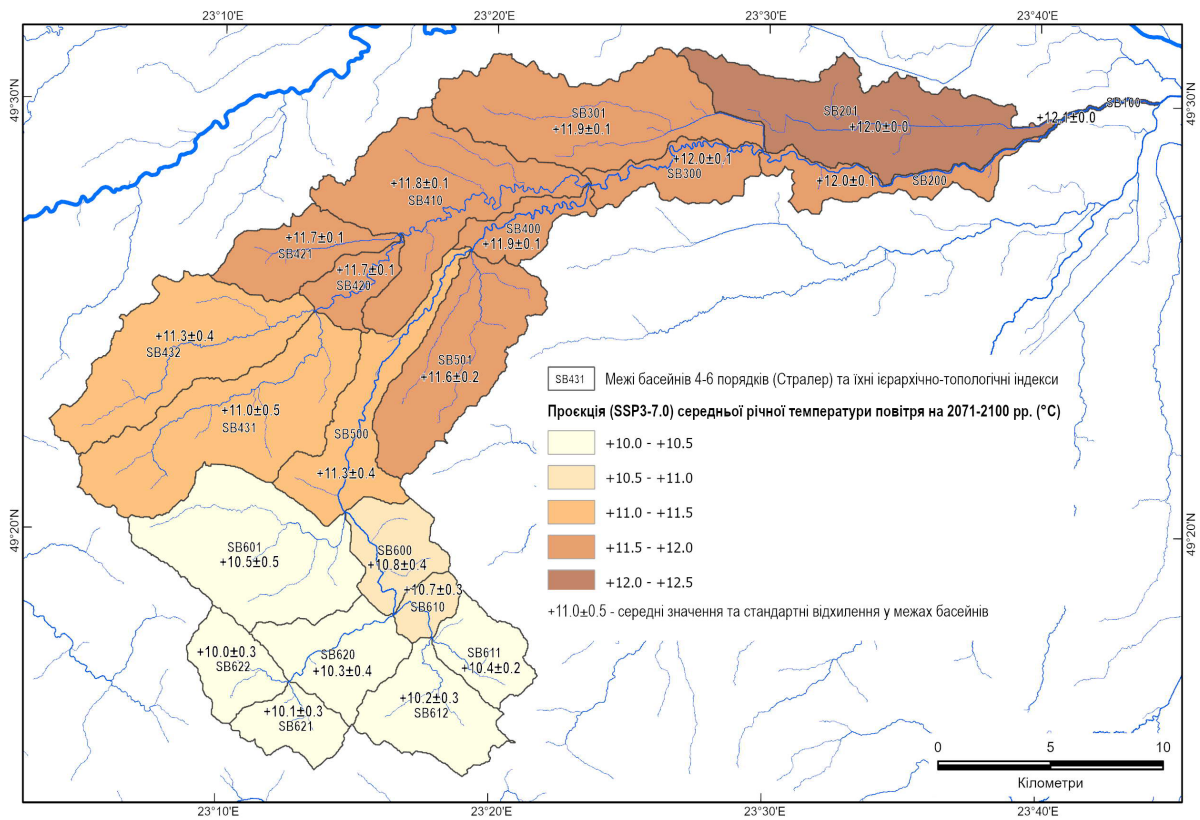 23°10'E 23°20'E 23°30'E 23°40'E
49°30'N
49°30'N
SB301
+11.9±0.1
SB201
+12.0±0.0
SB100
+12.1±0.0
+12.0±0.1
SB300
+12.0±0.1
SB200
+11.8±0.1
SB410
SB400
+11.9±0.1
+11.7±0.1
SB421
+11.7±0.1
SB420
+11.3±0.4
SB432
SB501
+11.6±0.2
+11.0±0.5
SB431
SB500
+11.3±0.4
SB431 Межі басейнів 4-6 порядків (Стралер) та їхні ієрархічно-топологічні індекси
Проєкція (SSP3-7.0) середньої річної температури повітря на 2071-2100 рр. (°C)
+10.0 - +10.5
+10.5 - +11.0
+11.0 - +11.5
+11.5 - +12.0
+12.0 - +12.5
+11.0±0.5 - середні значення та стандартні відхилення у межах басейнів
49°20'N
49°20'N
SB601
+10.5±0.5
SB600
+10.8±0.4
+10.7±0.3
SB610
+10.0±0.3
SB622
SB620
+10.3±0.4
SB611
+10.4±0.2
+10.2±0.3
SB612
+10.1±0.3
SB621
0 5 10
Кілометри
23°10'E 23°20'E 23°30'E 23°40'E